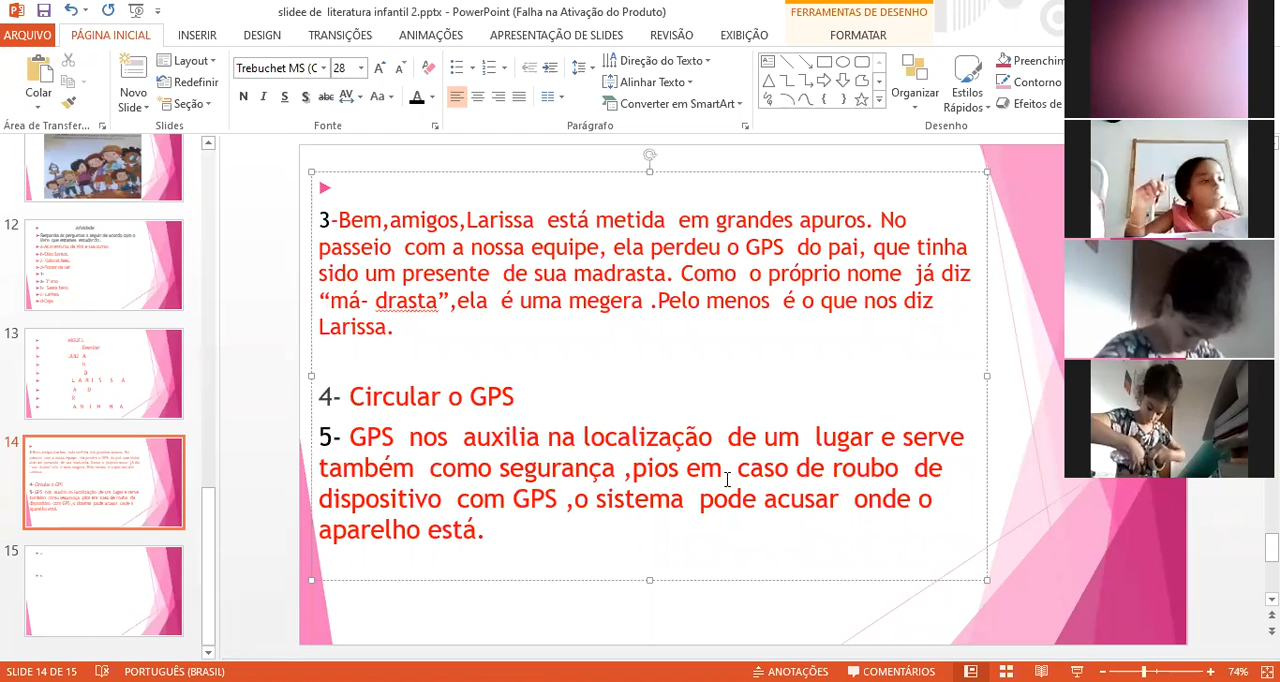 slidee de literatura infantil 2.pptx - PowerPoint (Falha na Ativação do Produto)
FERRAMENTAS DE DESENHO
ARQUIVO PÁGINA INICIAL INSERIR DESIGN TRANSIÇÕES ANIMAÇÕES APRESENTAÇÃO DE SLIDES REVISÃO EXIBIÇÃO FORMATAR
Layout
Trebuchet MS (C 28
Direção do Texto
Preenchim
Colar
Novo
Slide
Redefinir
Alinhar Texto
Organizar
Estilos
Rápidos
Contorno
Seção
N I S S abc AV Aa A
Converter em SmartArt
Efeitos de
Área de Transfer...
Slides
Fonte
Parágrafo
Desenho
3-Bem,amigos,Larissa está metida em grandes apuros. No
passeio com a nossa equipe, ela perdeu o GPS do pai, que tinha
sido um presente de sua madrasta. Como o próprio nome já diz
“má- drasta”,ela é uma megera .Pelo menos é o que nos diz
Larissa.
4- Circular o GPS
5- GPS nos auxilia na localização de um lugar e serve
também como segurança ,pios em caso de roubo de
dispositivo com GPS ,o sistema pode acusar onde o
aparelho está.
12
13
14
15
SLIDE 14 DE 15
PORTUGUÊS (BRASIL)
ANOTAÇÕES
COMENTÁRIOS
74%